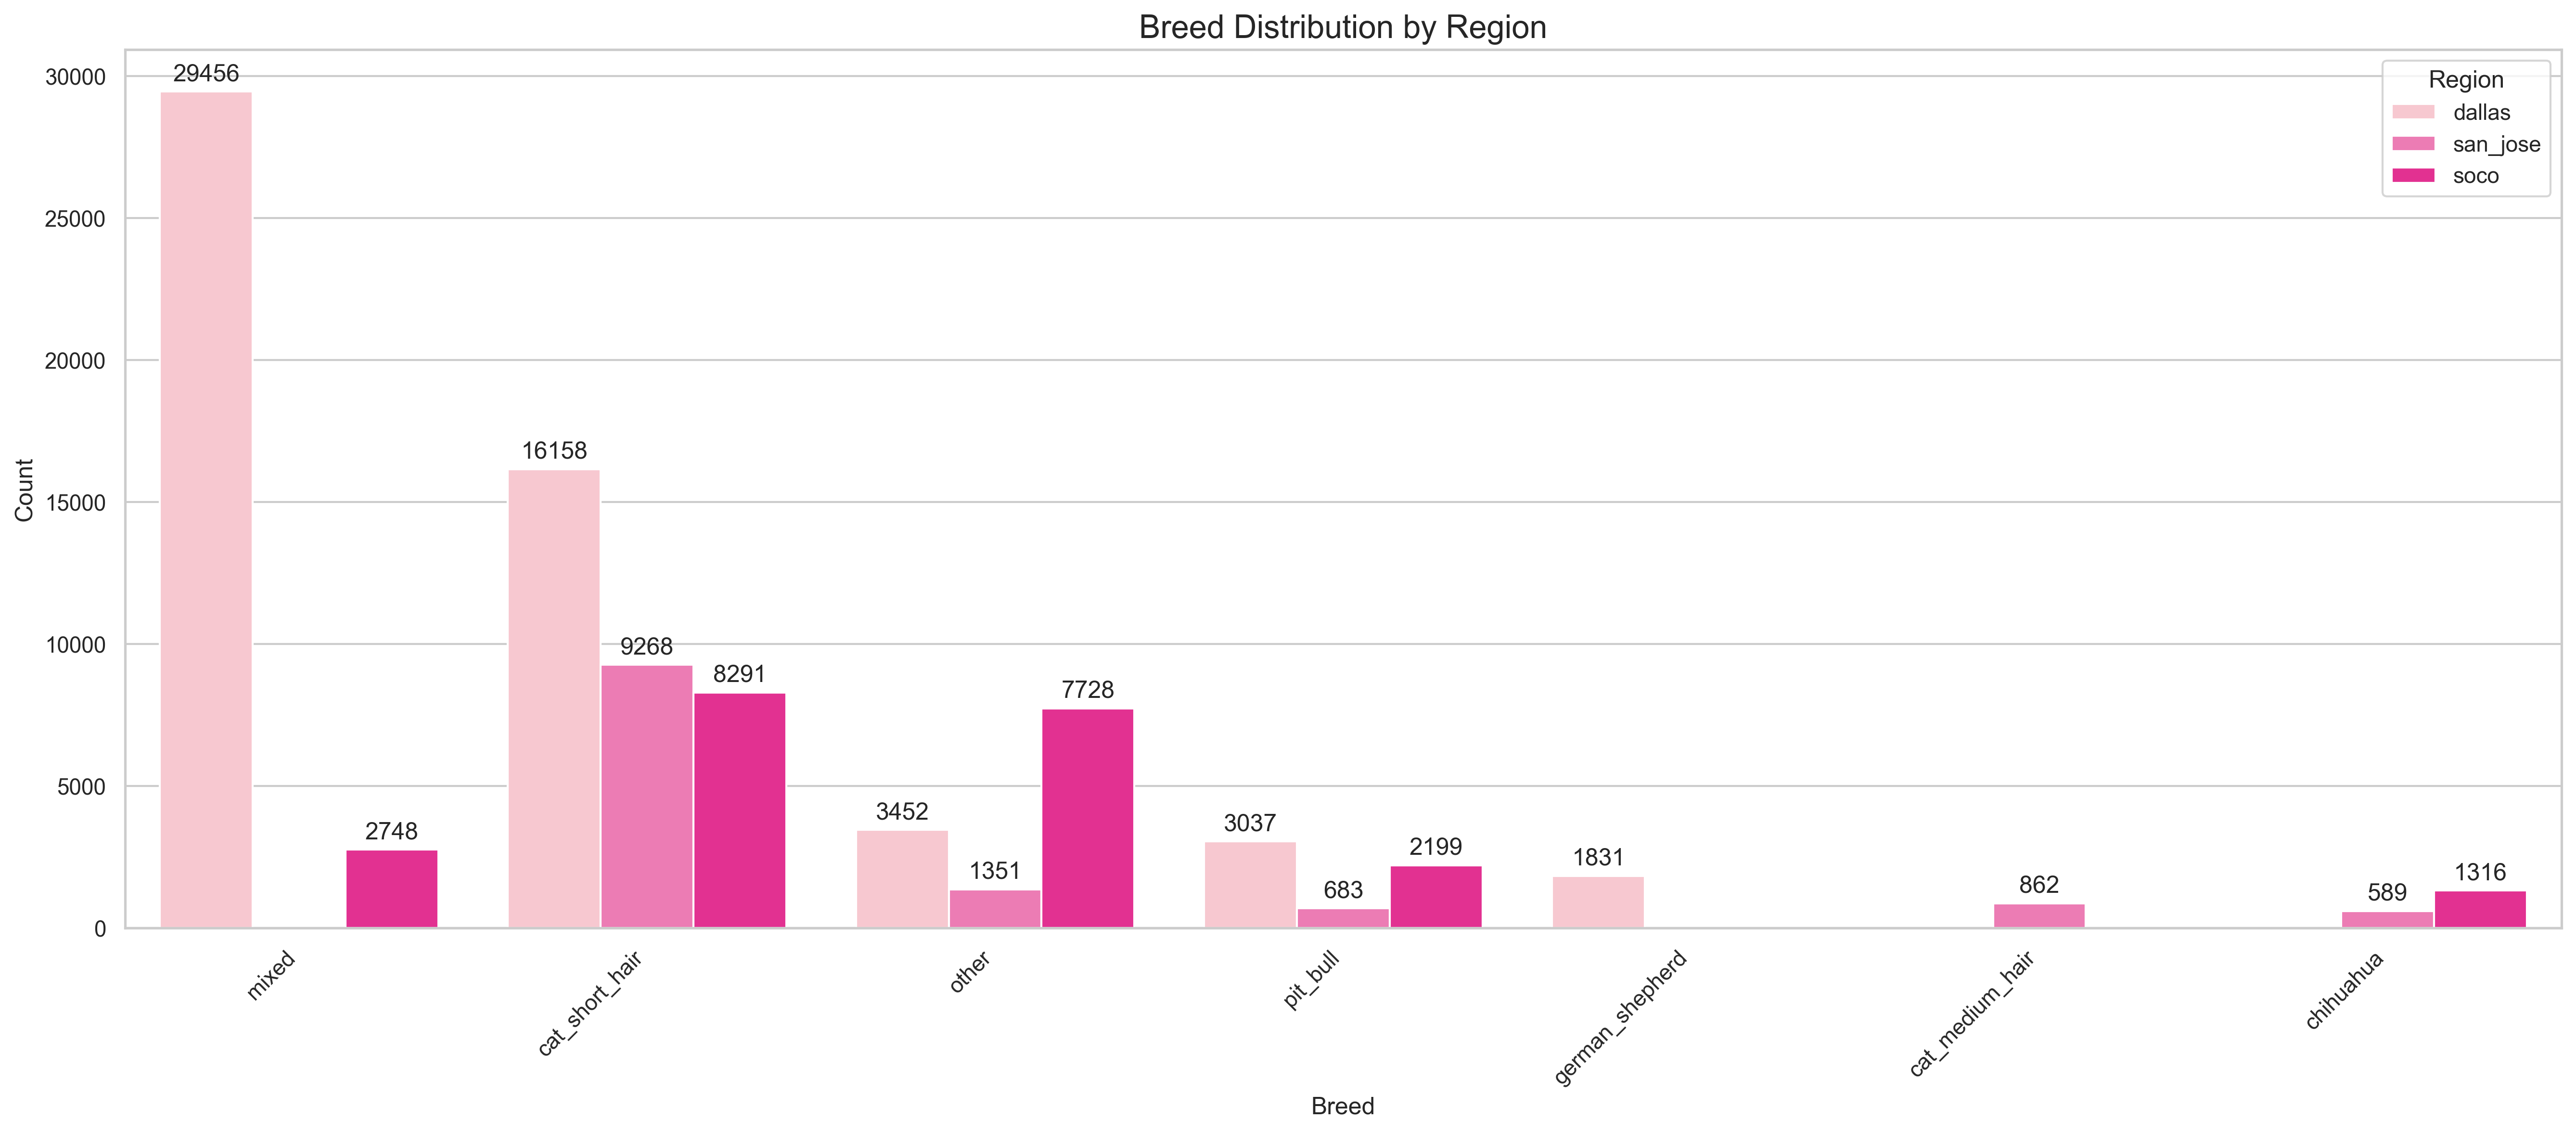 Breed Distribution by Region
Region
dallas
san_jose
soco
Count
30000
25000
20000
15000
10000
5000
0
29456
2748
16158
9268
8291
3452
1351
7728
3037
683
2199
1831
862
589
1316
mixed
cat_short_hair
other
pit_bull
german_shepherd
cat_medium_hair
chihuahua
Breed